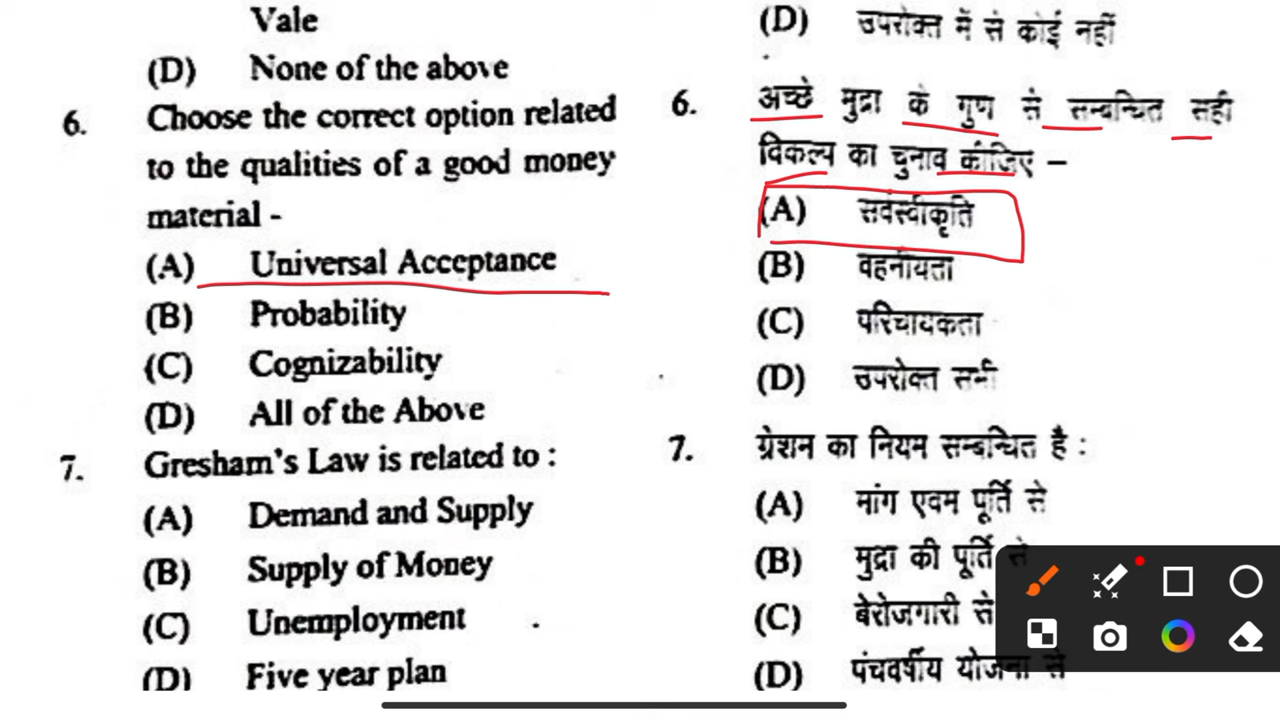 Vale
(D) None of the above
6. Choose the correct option related
to the qualities of a good money
material -
(A) Universal Acceptance
(B) Probability
(C) Cognizability
(D) All of the Above
7. Gresham's Law is related to :
(A) Demand and Supply
(B) Supply of Money
(C) Unemployment
(D) Five year plan
(D) उपरोक्त में से कोई नहीं
6. अच्छे मुद्रा के गुण से सम्बन्धित सही
विकल्प का चुनाव कीजिए –
(A) सर्वस्वीकृति
(B) वहनीयता
(C) परिचायकता
(D) उपरोक्त सभी
7. ग्रेशन का नियम सम्बन्धित है :
(A) मांग एवम पूर्ति से
(B) मुद्रा की पूर्ति से
(C) बेरोजगारी से
(D) पंचवर्षीय योजना से